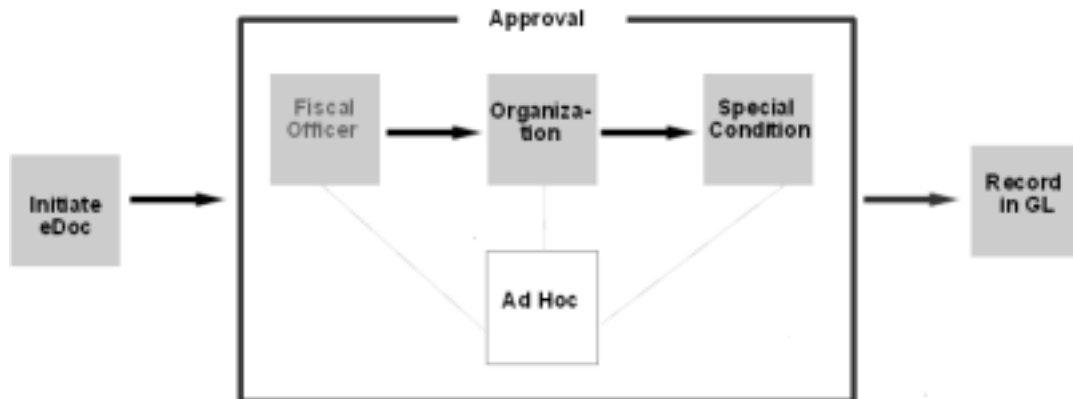 Approval
Fiscal
Officer
Organiza-
tion
Special
Condition
Initiate
eDoc
Record
in GL
Ad Hoc